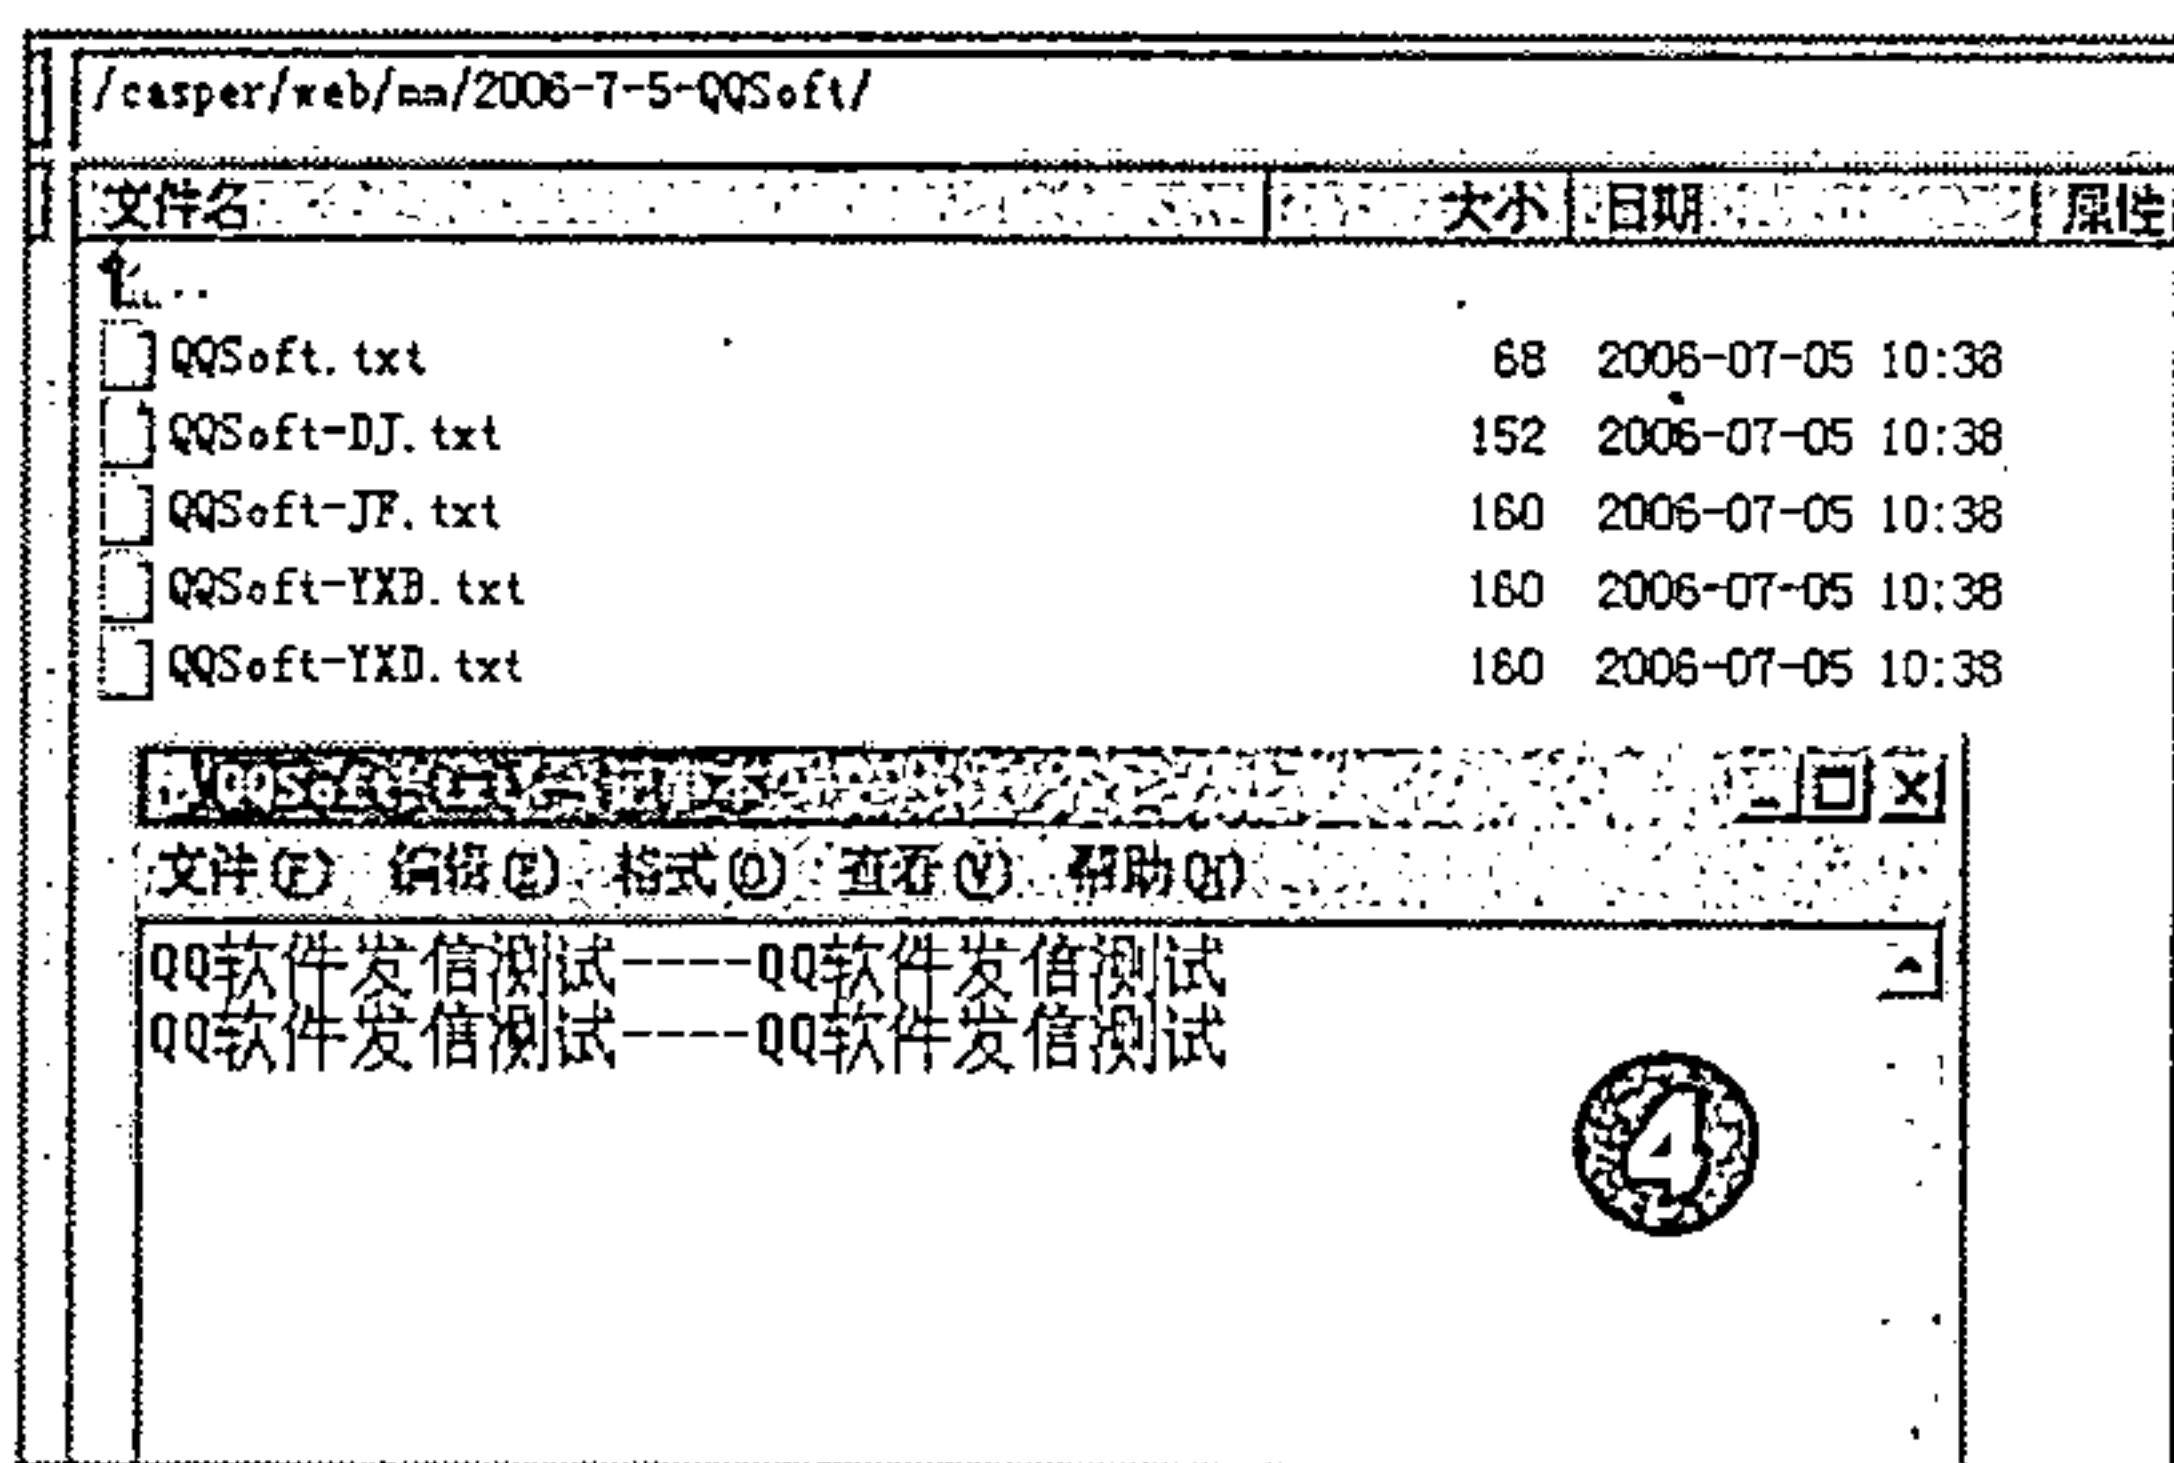 /casper/web/mm/2006-7-5-QQSoft/
文件名 大小 日期 属性
..
QQSoft.txt 68 2006-07-05 10:38
QQSoft-DJ.txt 152 2006-07-05 10:38
QQSoft-JF.txt 160 2006-07-05 10:38
QQSoft-YXB.txt 160 2006-07-05 10:38
QQSoft-YXD.txt 160 2006-07-05 10:38
QQSoft.txt - 记事本
文件(F) 编辑(E) 格式(O) 查看(V) 帮助(H)
QQ软件发信测试----QQ软件发信测试
QQ软件发信测试----QQ软件发信测试
4